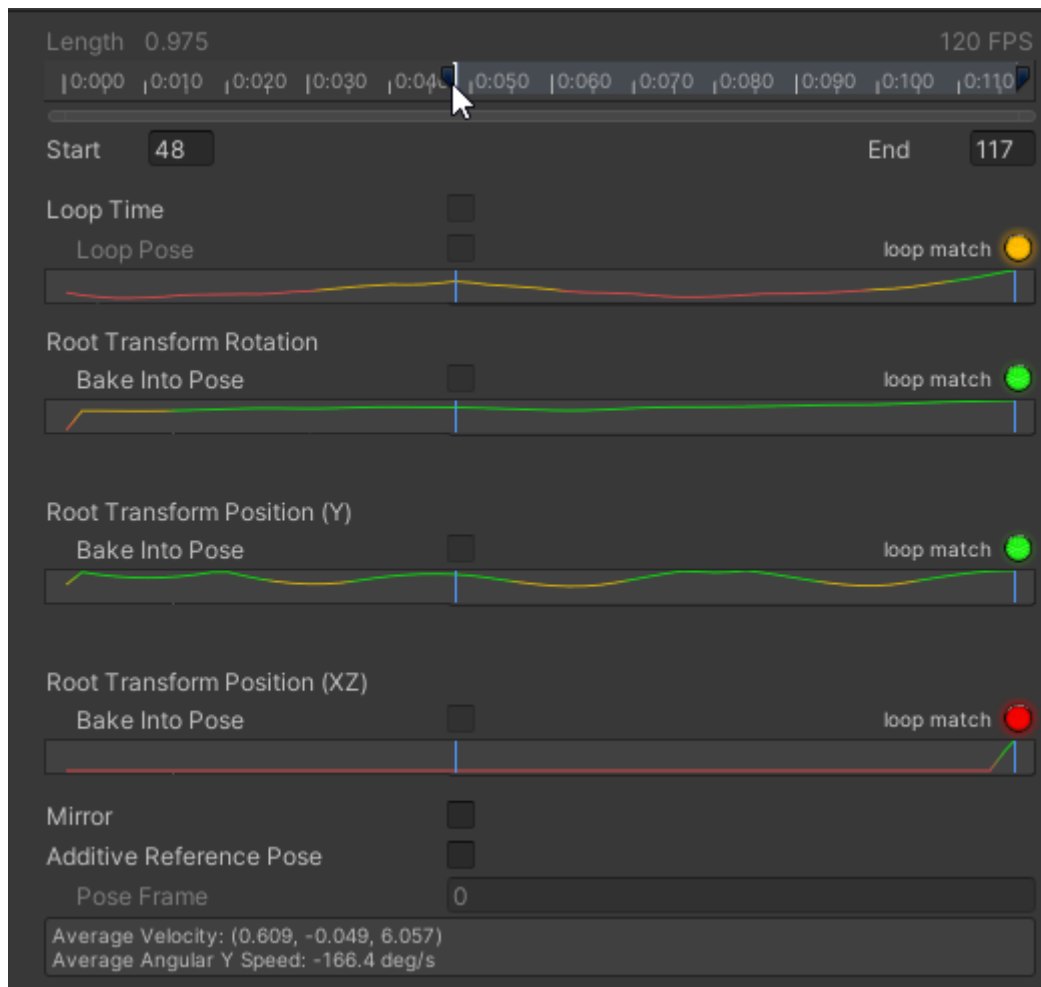 Length 0.975 120 FPS
0:000 0:010 0:020 0:030 0:040 0:050 0:060 0:070 0:080 0:090 0:100 0:110
Start 48 End 117
Loop Time
Loop Pose loop match
Root Transform Rotation
Bake Into Pose loop match
Root Transform Position (Y)
Bake Into Pose loop match
Root Transform Position (XZ)
Bake Into Pose loop match
Mirror
Additive Reference Pose
Pose Frame 0
Average Velocity: (0.609, -0.049, 6.057)
Average Angular Y Speed: -166.4 deg/s